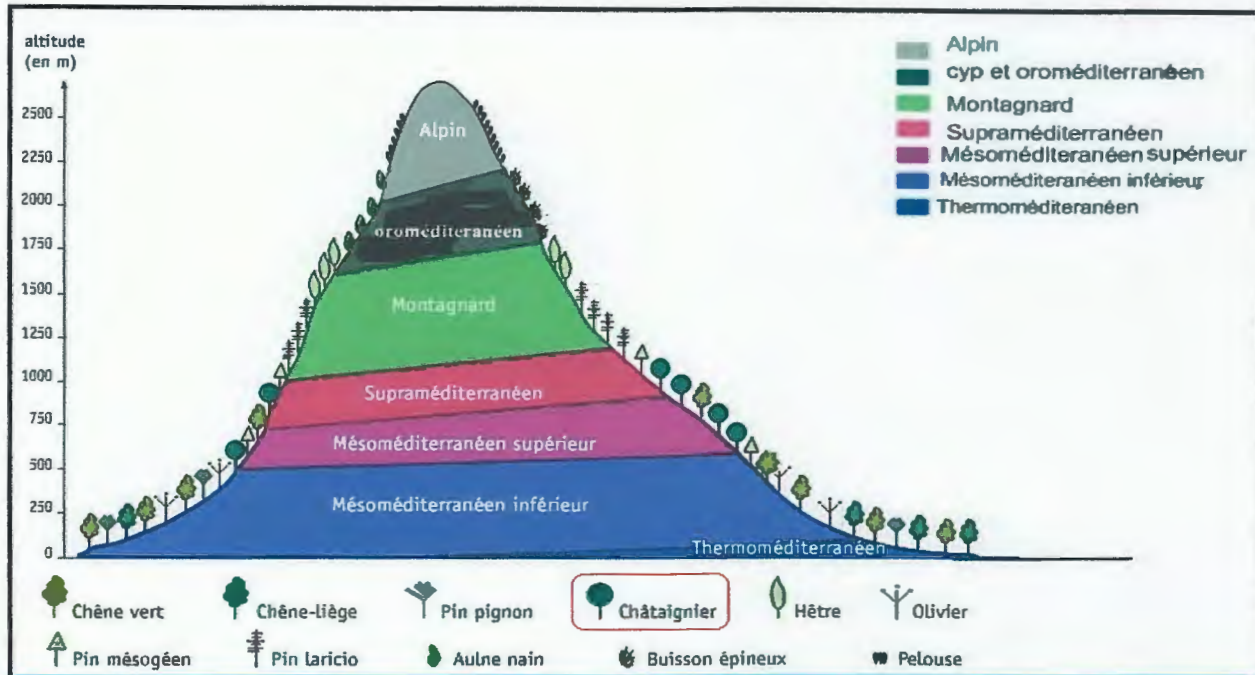 altitude
(en m)
2500
2250
2000
1750
1500
1250
1000
750
500
250
0
Alpin
cyp et oroméditerranéen
Montagnard
Supraméditerranéen
Mésoméditeranéen supérieur
Mésoméditeranéen inférieur
Thermoméditeranéen
Alpin
oroméditeranéen
Montagnard
Supraméditerranéen
Mésoméditerranéen supérieur
Mésoméditerranéen inférieur
Thermoméditerranéen
Chêne vert
Chêne-liège
Pin pignon
Châtaignier
Hêtre
Olivier
Pin mésogéen
Pin laricio
Aulne nain
Buisson épineux
Pelouse